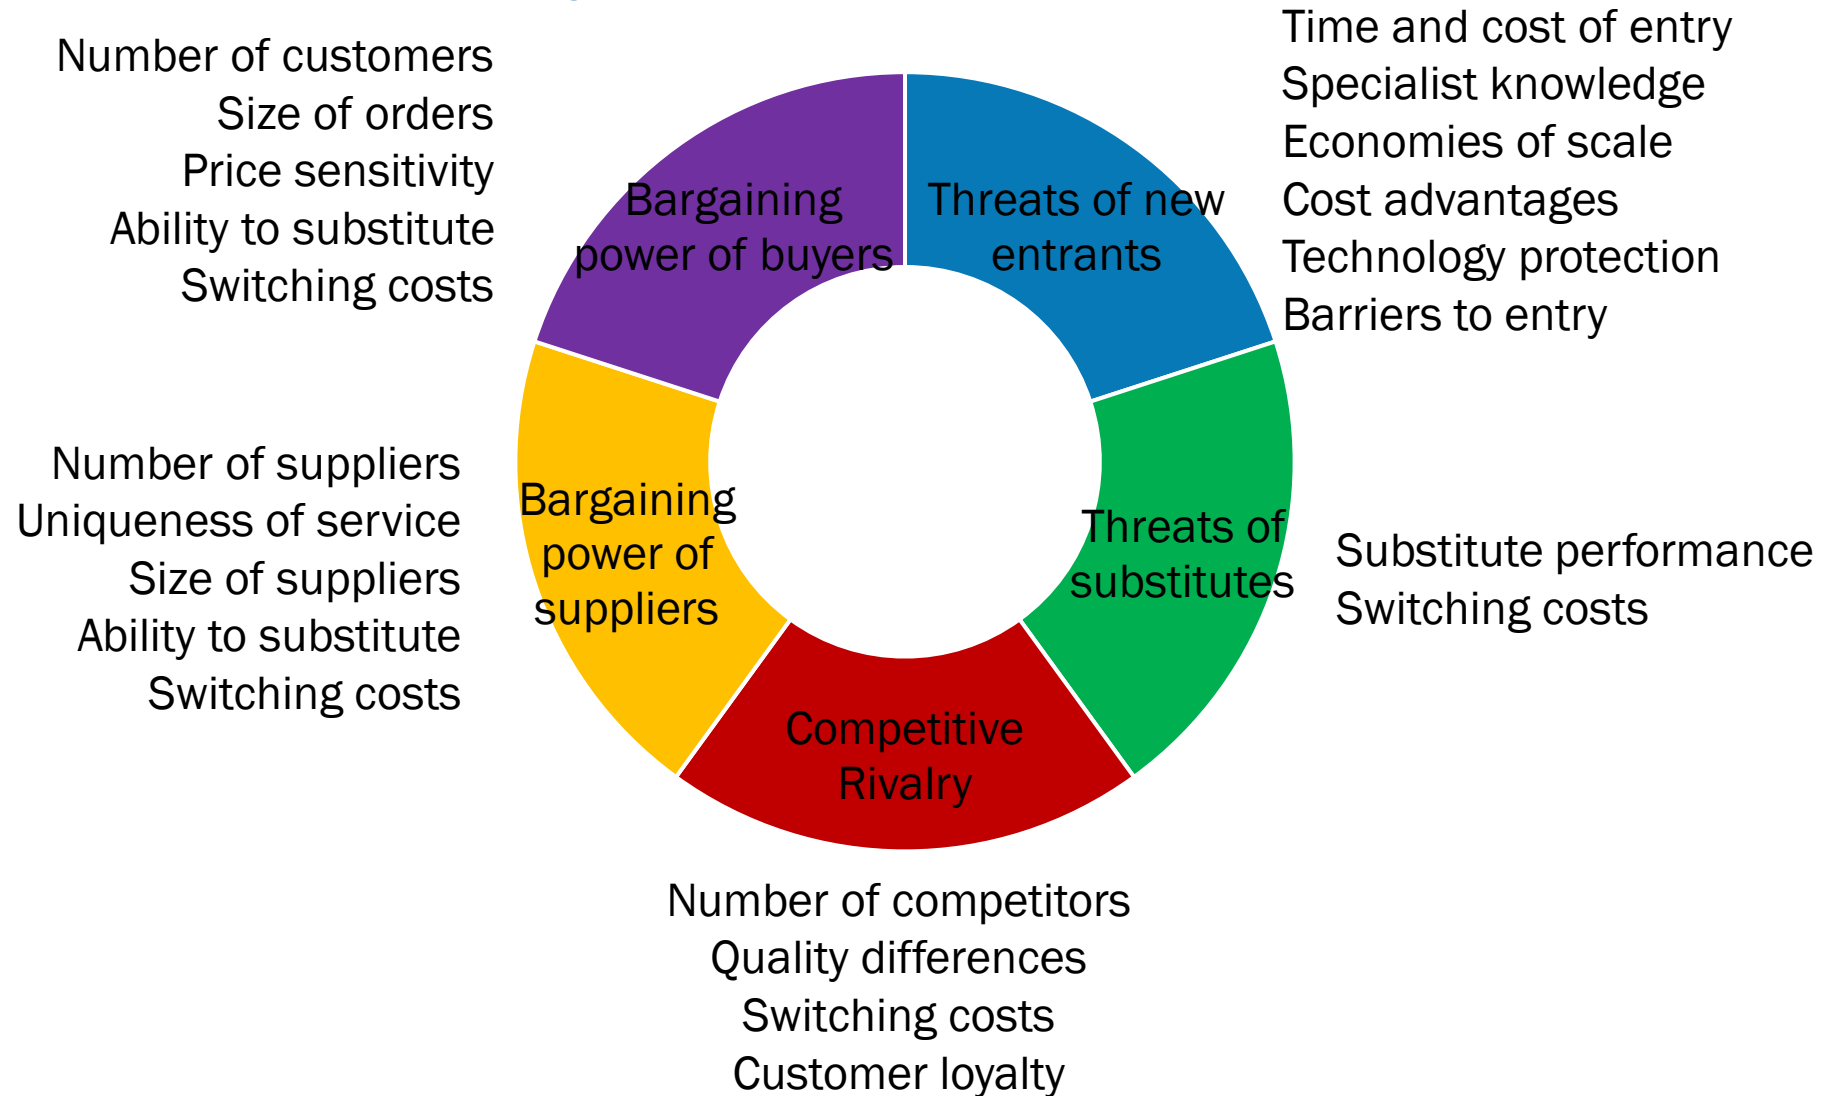 Number of customers
Size of orders
Price sensitivity
Ability to substitute
Switching costs
Bargaining
power of buyers
Threats of new
entrants
Time and cost of entry
Specialist knowledge
Economies of scale
Cost advantages
Technology protection
Barriers to entry
Number of suppliers
Uniqueness of service
Size of suppliers
Ability to substitute
Switching costs
Bargaining
power of
suppliers
Threats of
substitutes
Substitute performance
Switching costs
Competitive
Rivalry
Number of competitors
Quality differences
Switching costs
Customer loyalty